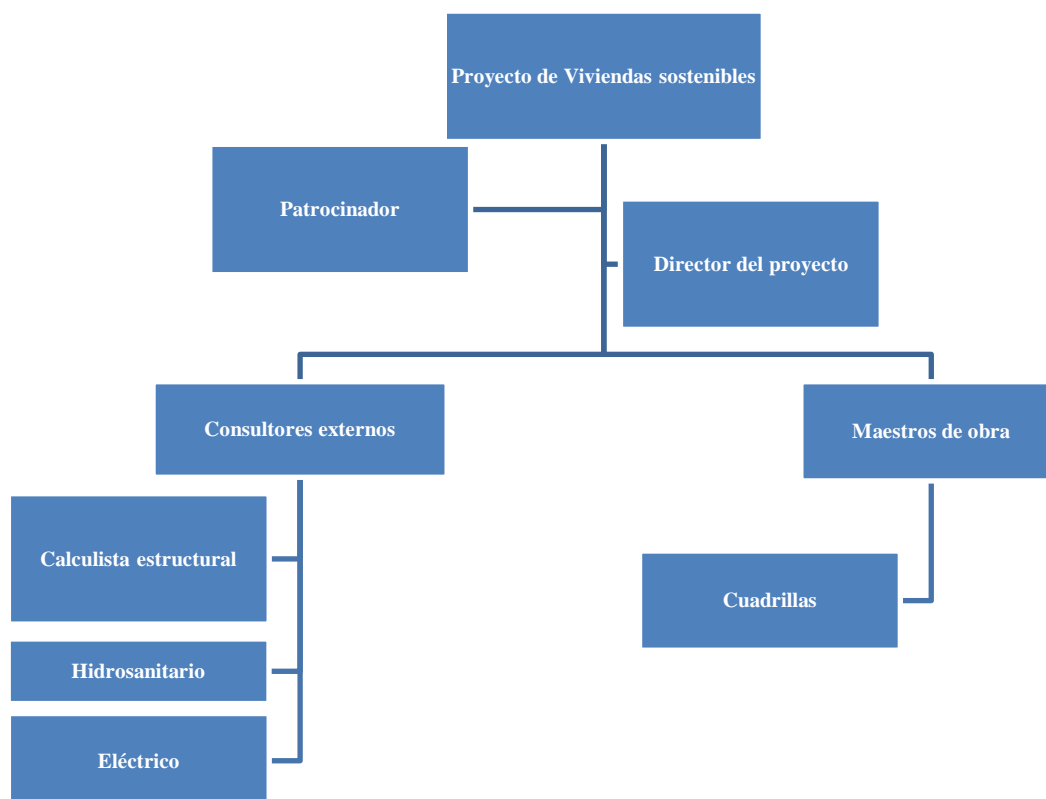 Proyecto de Viviendas sostenibles
Patrocinador
Director del proyecto
Consultores externos
Maestros de obra
Calculista estructural
Cuadrillas
Hidrosanitario
Eléctrico